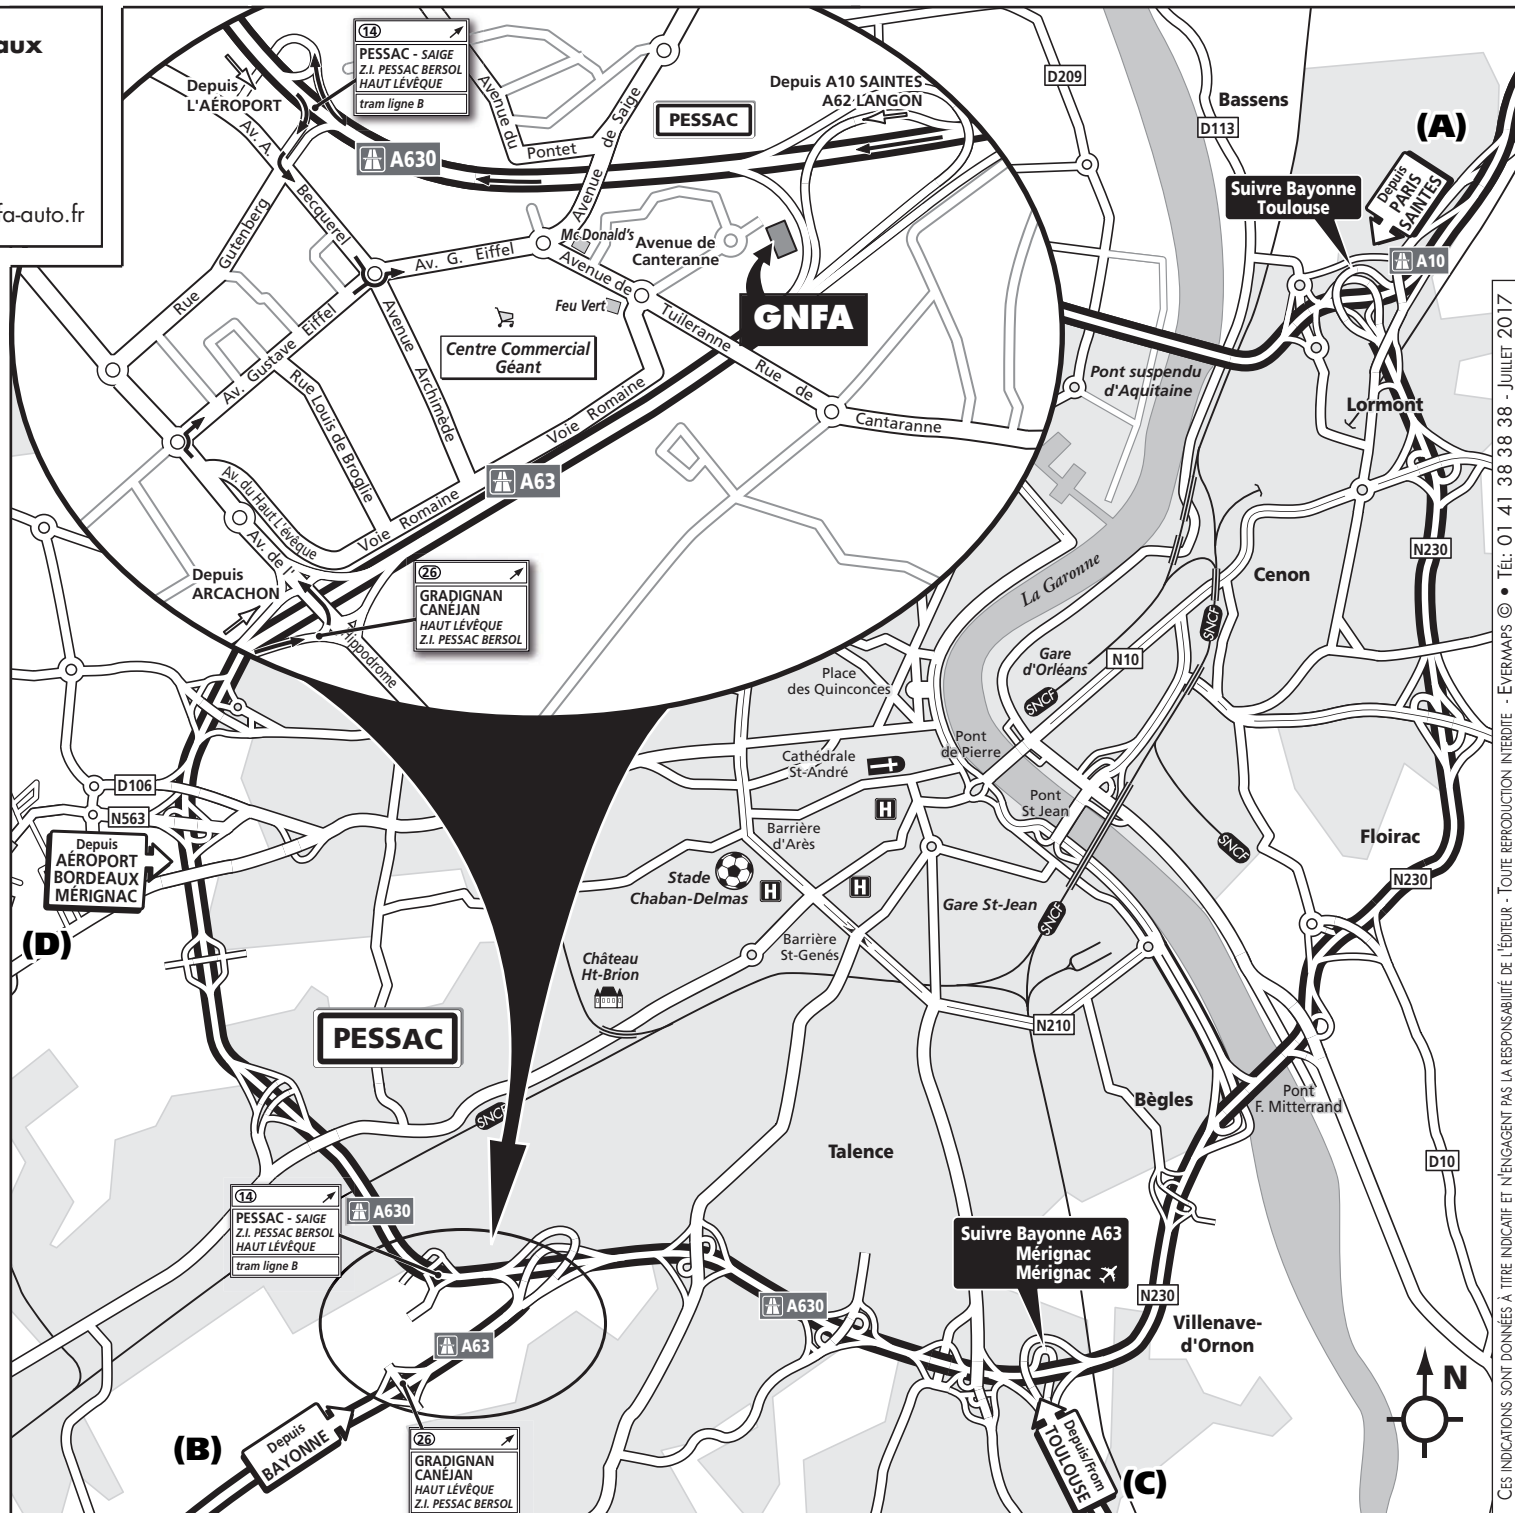 aux
fa-auto.fr
14
PESSAC - SAIGE
Z.I. PESSAC BERSOL
HAUT LÉVÊQUE
tram ligne B
Depuis
L'AÉROPORT
Av. A.
Becquerel
A630
Avenue du
Pontet
Avenue de Saige
PESSAC
Depuis A10 SAINTES
A62 LANGON
D209
Bassens
D113
(A)
Suivre Bayonne
Toulouse
Depuis
PARIS
SAINTES
A10
Rue Gutenberg
Av. G. Eiffel
Mc Donald's
Avenue de
Canteranne
Avenue de
Tuileranne
Feu Vert
GNFA
Av. Gustave Eiffel
Avenue Archimède
Centre Commercial
Géant
Rue Louis de Broglie
Rue de
Cantaranne
Voie Romaine
A63
Voie Romaine
Av. du Haut L'évêque
Av. de l'
Hippodrome
Depuis
ARCACHON
26
GRADIGNAN
CANÉJAN
HAUT LÉVÊQUE
Z.I. PESSAC BERSOL
Pont suspendu
d'Aquitaine
Lormont
N230
La Garonne
Cenon
SNCF
Gare
d'Orléans
N10
SNCF
Place
des Quinconces
Pont
de Pierre
Cathédrale
St-André
Pont
St Jean
H
D106
N563
Depuis
AÉROPORT
BORDEAUX
MÉRIGNAC
(D)
Barrière
d'Arès
Stade
Chaban-Delmas
H
H
Gare St-Jean
SNCF
SNCF
Floirac
N230
Barrière
St-Genés
Château
Ht-Brion
PESSAC
N210
SNCF
Bègles
Pont
F. Mitterrand
Talence
D10
14
PESSAC - SAIGE
Z.I. PESSAC BERSOL
HAUT LÉVÊQUE
tram ligne B
A630
Suivre Bayonne A63
Mérignac
Mérignac
A630
N230
Villenave-
d'Ornon
A63
N
(B)
Depuis
BAYONNE
26
GRADIGNAN
CANÉJAN
HAUT LÉVÊQUE
Z.I. PESSAC BERSOL
Depuis/From
TOULOUSE
(C)
CES INDICATIONS SONT DONNÉES À TITRE INDICATIF ET N'ENGAGENT PAS LA RESPONSABILITÉ DE L'ÉDITEUR - TOUTE REPRODUCTION INTERDITE - EVERMAPS © • TÉL: 01 41 38 38 38 - JUILLET 2017